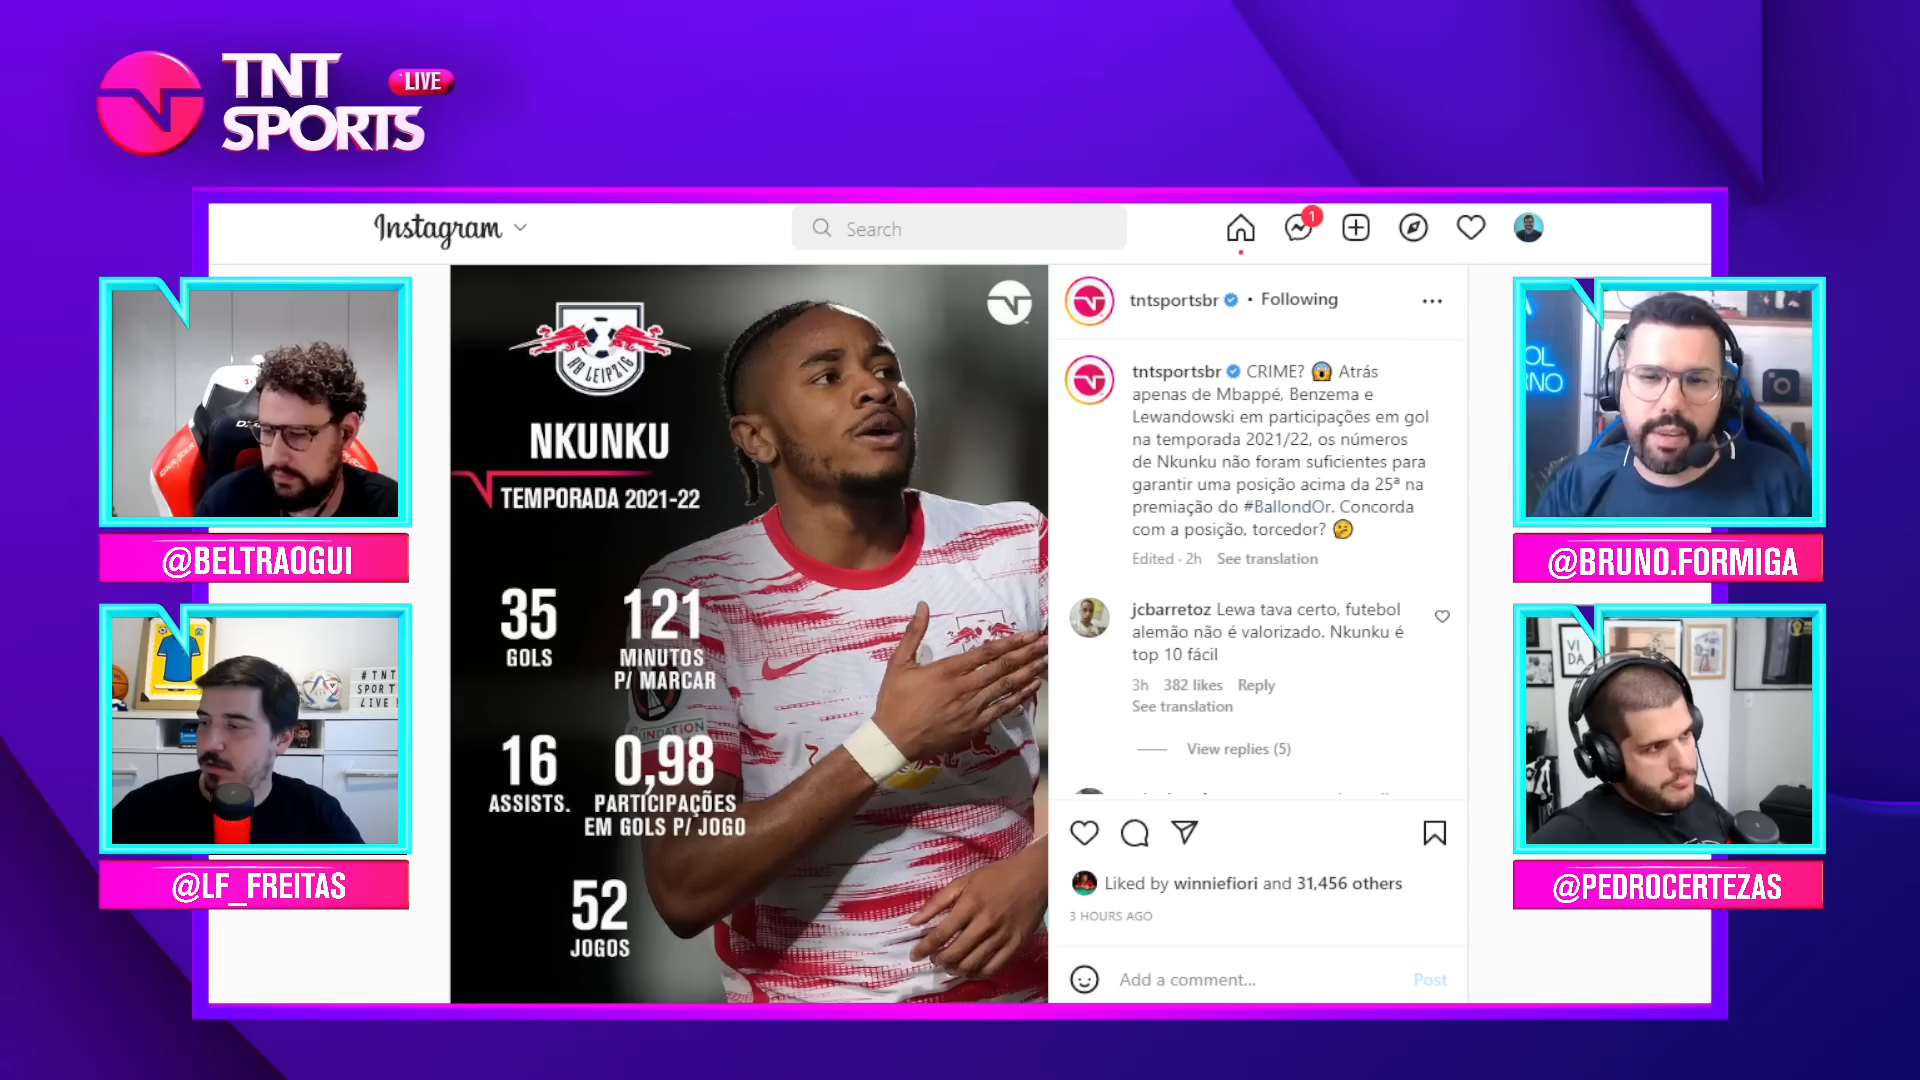 TNT
SPORTS
LIVE
Instagram
Search
1
@BELTRAOGUI
@LF_FREITAS
RB LEIPZIG
NKUNKU
TEMPORADA 2021-22
35
GOLS
121
MINUTOS
P/ MARCAR
16
ASSISTS.
0,98
PARTICIPAÇÕES
EM GOLS P/ JOGO
52
JOGOS
tntsportsbr • Following
tntsportsbr CRIME? 😱 Atrás
apenas de Mbappé, Benzema e
Lewandowski em participações em gol
na temporada 2021/22, os números
de Nkunku não foram suficientes para
garantir uma posição acima da 25ª na
premiação do #BallondOr. Concorda
com a posição, torcedor? 🤔
Edited · 2h See translation
jcbarretoz Lewa tava certo, futebol
alemão não é valorizado. Nkunku é
top 10 fácil
3h 382 likes Reply
See translation
View replies (5)
Liked by winniefiori and 31,456 others
3 HOURS AGO
Add a comment... Post
@BRUNO.FORMIGA
@PEDROCERTEZAS
#TNT
SPORT
LIVE!
VI
DA